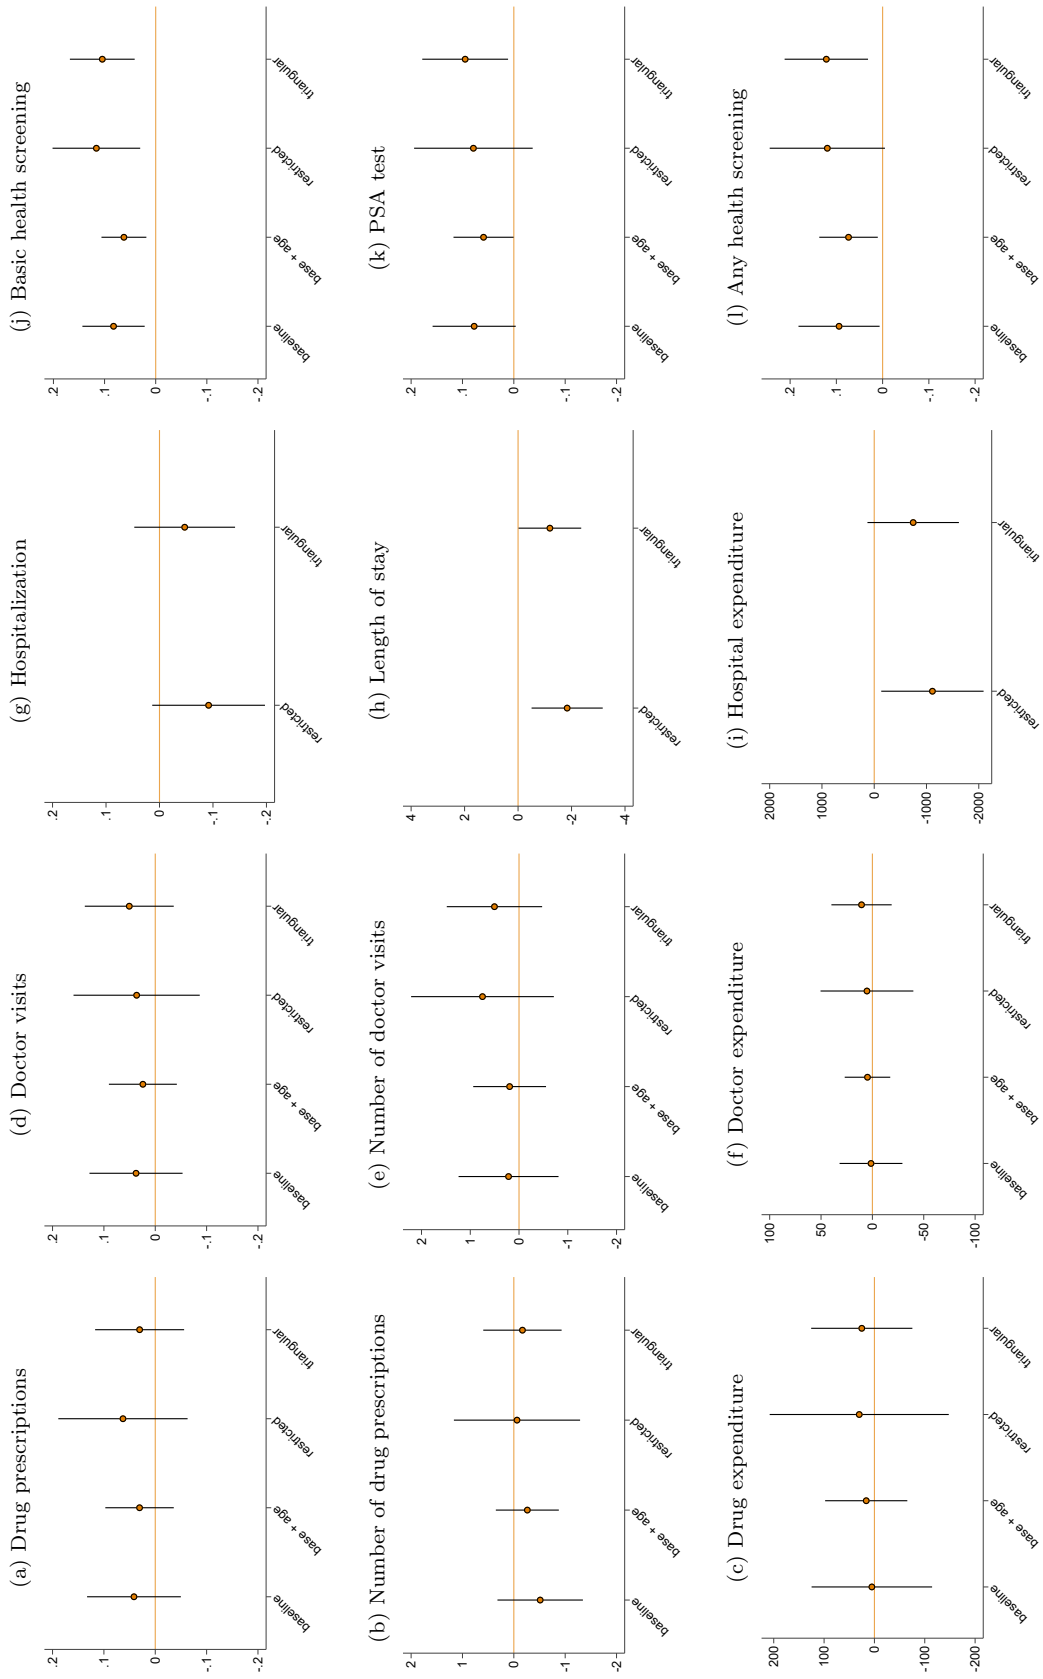 (a) Drug prescriptions
.2
.1
0
-.1
-.2
baseline
base + age
restricted
triangular
(d) Doctor visits
.2
.1
0
-.1
-.2
baseline
base + age
restricted
triangular
(g) Hospitalization
.2
.1
0
-.1
-.2
restricted
triangular
(j) Basic health screening
.2
.1
0
-.1
-.2
baseline
base + age
restricted
triangular
(b) Number of drug prescriptions
2
1
0
-1
-2
baseline
base + age
restricted
triangular
(e) Number of doctor visits
2
1
0
-1
-2
baseline
base + age
restricted
triangular
(h) Length of stay
4
2
0
-2
-4
restricted
triangular
(k) PSA test
.2
.1
0
-.1
-.2
baseline
base + age
restricted
triangular
(c) Drug expenditure
200
100
0
-100
-200
baseline
base + age
restricted
triangular
(f) Doctor expenditure
100
50
0
-50
-100
baseline
base + age
restricted
triangular
(i) Hospital expenditure
2000
1000
0
-1000
-2000
restricted
triangular
(l) Any health screening
.2
.1
0
-.1
-.2
baseline
base + age
restricted
triangular